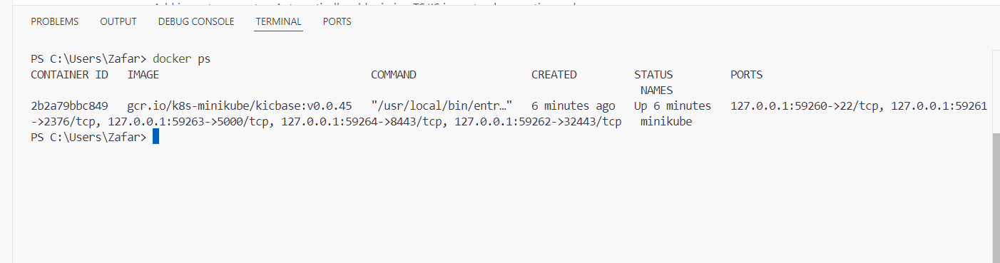 PROBLEMS OUTPUT DEBUG CONSOLE TERMINAL PORTS
PS C:\Users\Zafar> docker ps
CONTAINER ID IMAGE COMMAND CREATED STATUS PORTS
NAMES
2b2a79bbc849 gcr.io/k8s-minikube/kicbase:v0.0.45 "/usr/local/bin/entr…" 6 minutes ago Up 6 minutes 127.0.0.1:59260->22/tcp, 127.0.0.1:59261
->2376/tcp, 127.0.0.1:59263->5000/tcp, 127.0.0.1:59264->8443/tcp, 127.0.0.1:59262->32443/tcp minikube
PS C:\Users\Zafar>